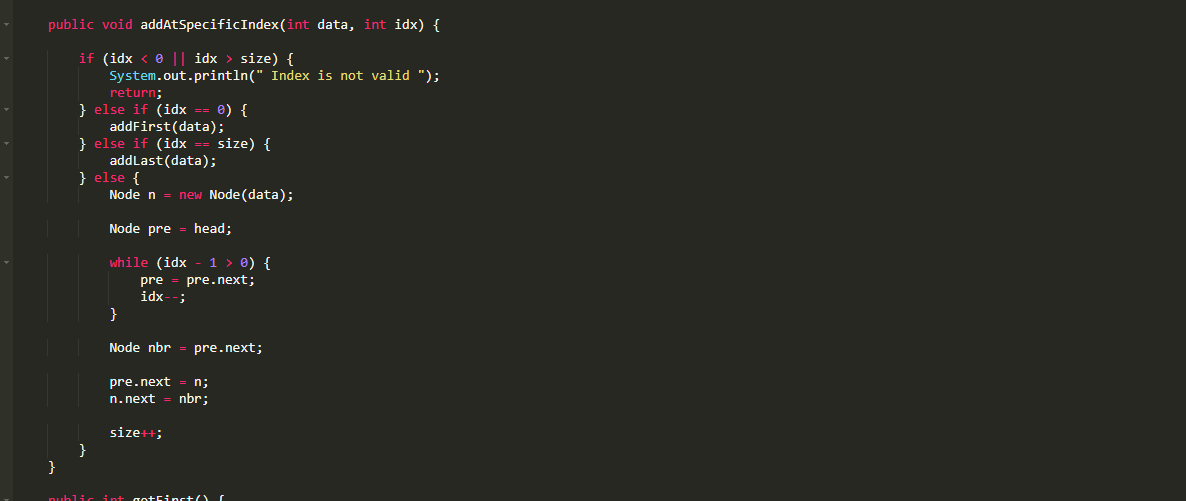 public void addAtSpecificIndex(int data, int idx) {
if (idx < 0 || idx > size) {
System.out.println(" Index is not valid ");
return;
} else if (idx == 0) {
addFirst(data);
} else if (idx == size) {
addLast(data);
} else {
Node n = new Node(data);
Node pre = head;
while (idx - 1 > 0) {
pre = pre.next;
idx--;
}
Node nbr = pre.next;
pre.next = n;
n.next = nbr;
size++;
}
}
public int getFirst() {